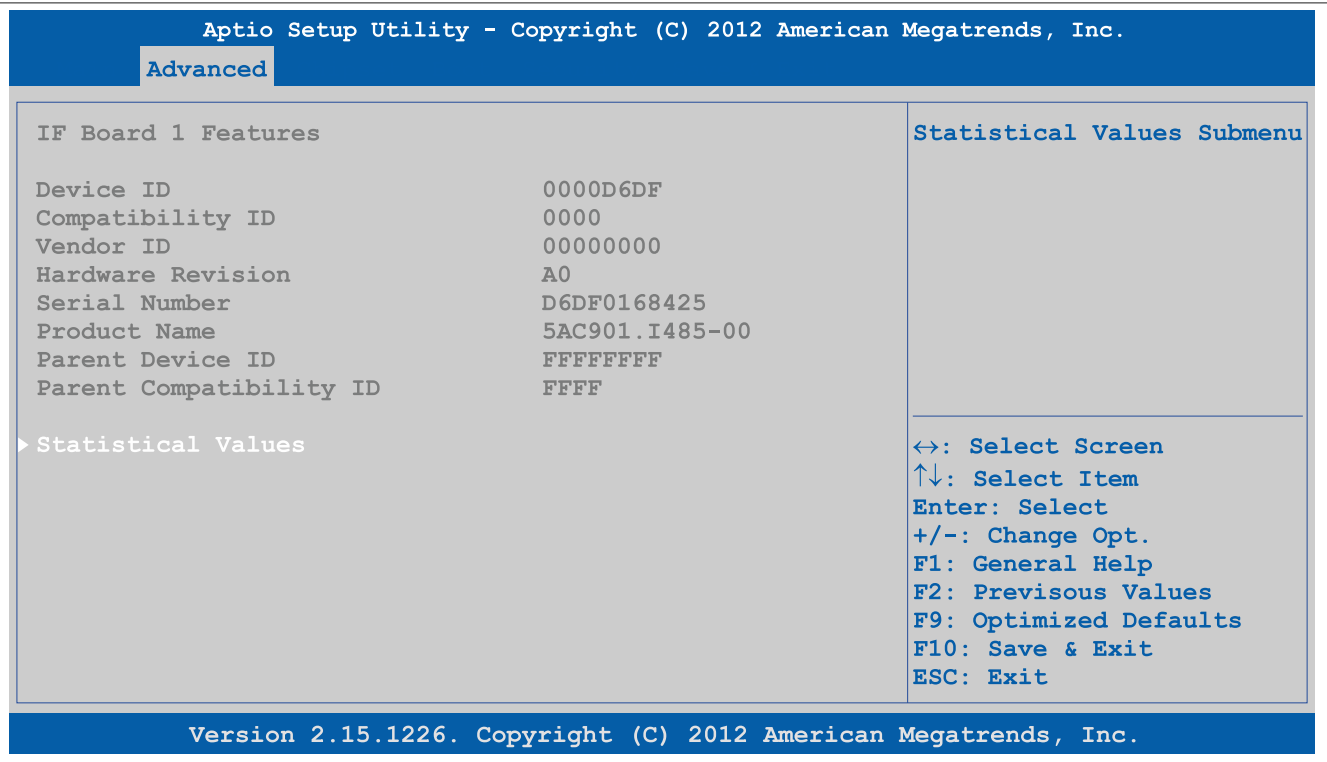 Aptio Setup Utility - Copyright (C) 2012 American Megatrends, Inc.
Advanced
IF Board 1 Features
Device ID 0000D6DF
Compatibility ID 0000
Vendor ID 00000000
Hardware Revision A0
Serial Number D6DF0168425
Product Name 5AC901.I485-00
Parent Device ID FFFFFFFF
Parent Compatibility ID FFFF
Statistical Values
Statistical Values Submenu
↔: Select Screen
↑↓: Select Item
Enter: Select
+/-: Change Opt.
F1: General Help
F2: Previsous Values
F9: Optimized Defaults
F10: Save & Exit
ESC: Exit
Version 2.15.1226. Copyright (C) 2012 American Megatrends, Inc.